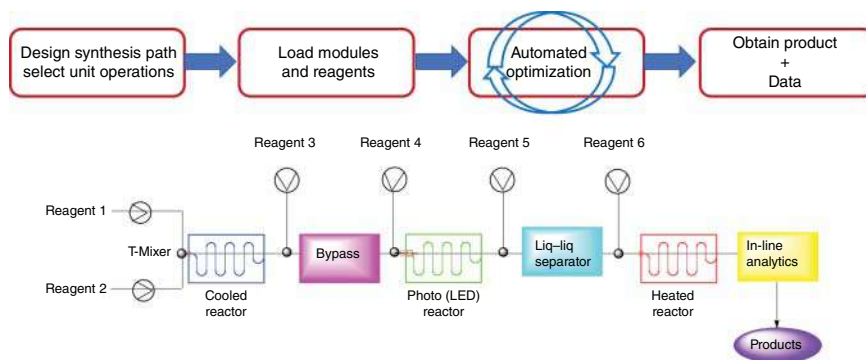 Design synthesis path
select unit operations
Load modules
and reagents
Automated
optimization
Obtain product
+
Data
Reagent 3
Reagent 4
Reagent 5
Reagent 6
Reagent 1
T-Mixer
Reagent 2
Cooled
reactor
Bypass
Photo (LED)
reactor
Liq–liq
separator
Heated
reactor
In-line
analytics
Products